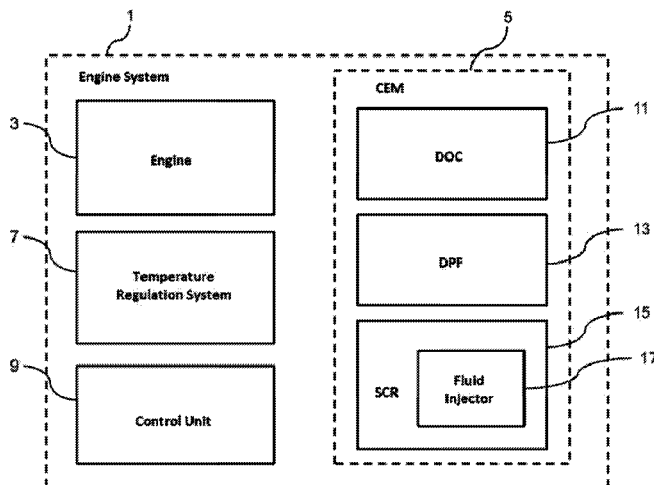 1
5
Engine System
CEM
3
Engine
11
DOC
7
Temperature
Regulation System
13
DPF
9
Control Unit
15
17
SCR
Fluid
Injector